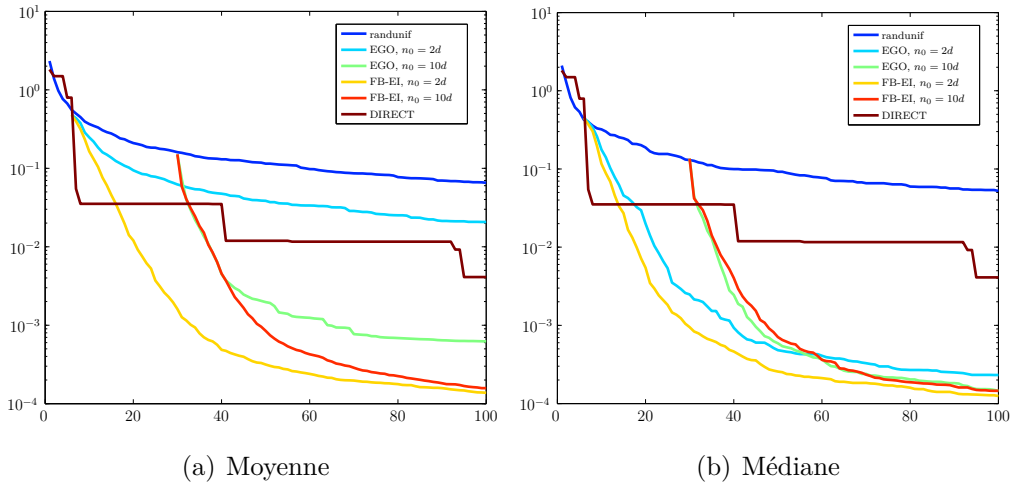 10^1
10^0
10^{-1}
10^{-2}
10^{-3}
10^{-4}
0
20
40
60
80
100
randunif
EGO, n_0 = 2d
EGO, n_0 = 10d
FB-EI, n_0 = 2d
FB-EI, n_0 = 10d
DIRECT
(a) Moyenne
10^1
10^0
10^{-1}
10^{-2}
10^{-3}
10^{-4}
0
20
40
60
80
100
randunif
EGO, n_0 = 2d
EGO, n_0 = 10d
FB-EI, n_0 = 2d
FB-EI, n_0 = 10d
DIRECT
(b) Médiane